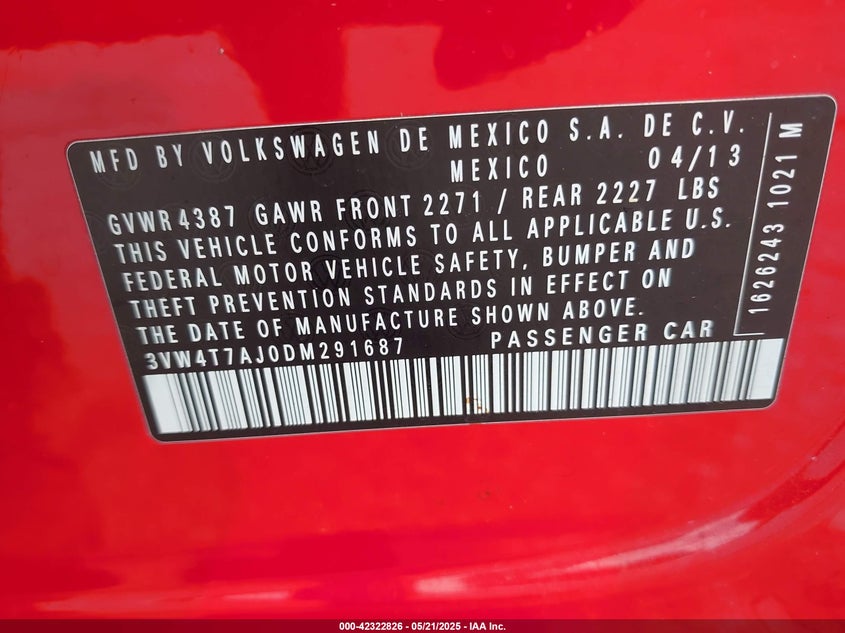 MFD BY VOLKSWAGEN DE MEXICO S.A. DE C.V.
MEXICO 04/13
GVWR 4387 GAWR FRONT 2271 / REAR 2227 LBS
THIS VEHICLE CONFORMS TO ALL APPLICABLE U.S.
FEDERAL MOTOR VEHICLE SAFETY, BUMPER AND
THEFT PREVENTION STANDARDS IN EFFECT ON
THE DATE OF MANUFACTURE SHOWN ABOVE.
3VW4T7AJ0DM291687 PASSENGER CAR
1626243 1021 M
000-42322826 - 05/21/2025 - IAA Inc.